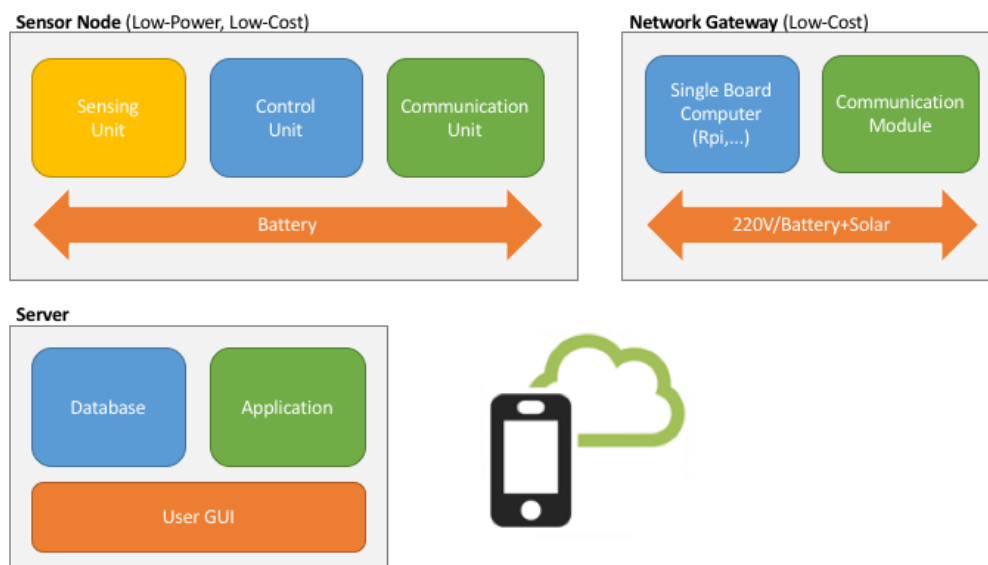 Sensor Node (Low-Power, Low-Cost)
Sensing
Unit
Control
Unit
Communication
Unit
Battery
Network Gateway (Low-Cost)
Single Board
Computer
(Rpi,...)
Communication
Module
220V/Battery+Solar
Server
Database
Application
User GUI